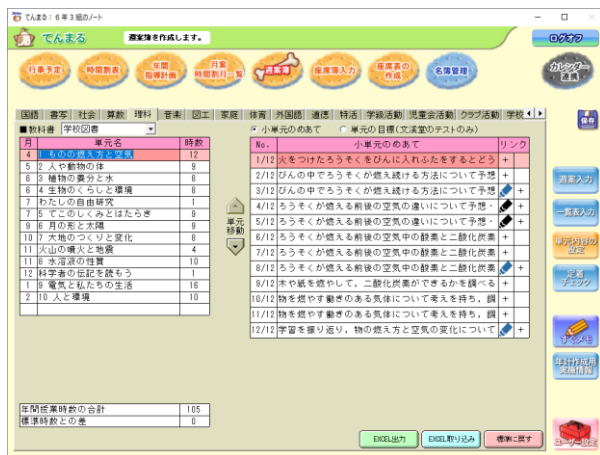 てんまる：6年3組のノート
てんまる
週案簿を作成します。
ログオフ
行事予定
時間割表
年間指導計画
月案時間割月一覧
週案簿
座席簿入力
座席表の作成
名簿管理
カレンダー連携
国語 書写 社会 算数 理科 音楽 図工 家庭 体育 外国語 道徳 特活 学級活動 児童会活動 クラブ活動 学校
■教科書 学校図書
小単元のめあて 単元の目標(文溪堂のテストのみ)
保存
月 単元名 時数
4 1 ものの燃え方と空気 12
5 2 人や動物の体 9
6 3 植物の養分と水 8
6 4 生物のくらしと環境 8
7 わたしの自由研究 1
7 5 てこのしくみとはたらき 9
9 6 月の形と太陽 9
10 7 大地のつくりと変化 8
11 火山の噴火と地震 4
11 8 水溶液の性質 10
12 科学者の伝記を読もう 1
1 9 電気と私たちの生活 16
2 10 人と環境 10
年間授業時数の合計 105
標準時数との差 0
単元移動
No. 小単元のめあて リンク
1/12 火をつけたろうそくをびんに入れふたをするとどう +
2/12 びんの中でろうそくが燃え続ける方法について予想 +
3/12 びんの中でろうそくが燃え続ける方法について予想 +
4/12 ろうそくが燃える前後の空気の違いについて予想・ +
5/12 ろうそくが燃える前後の空気の違いについて予想・ +
6/12 ろうそくが燃える前後の空気中の酸素と二酸化炭素 +
7/12 ろうそくが燃える前後の空気中の酸素と二酸化炭素 +
8/12 ろうそくが燃える前後の空気中の酸素と二酸化炭素 +
9/12 木や紙を燃やして，二酸化炭素ができるかを調べる +
10/12 物を燃やす働きのある気体について考えを持ち，調 +
11/12 物を燃やす働きのある気体について考えを持ち，調 +
12/12 学習を振り返り，物の燃え方と空気の変化について +
週案入力
一覧表入力
単元内容の設定
定着チェック
すぐメモ
年計作成用実施情報
EXCEL出力
EXCEL取り込み
標準に戻す
ユーザー設定